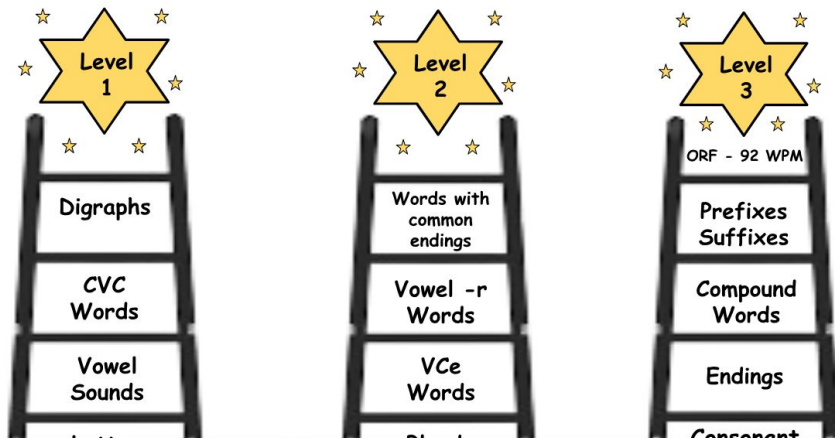 Level
1
Digraphs
CVC
Words
Vowel
Sounds
Level
2
Words with
common
endings
Vowel -r
Words
VCe
Words
Level
3
ORF - 92 WPM
Prefixes
Suffixes
Compound
Words
Endings
Consonant